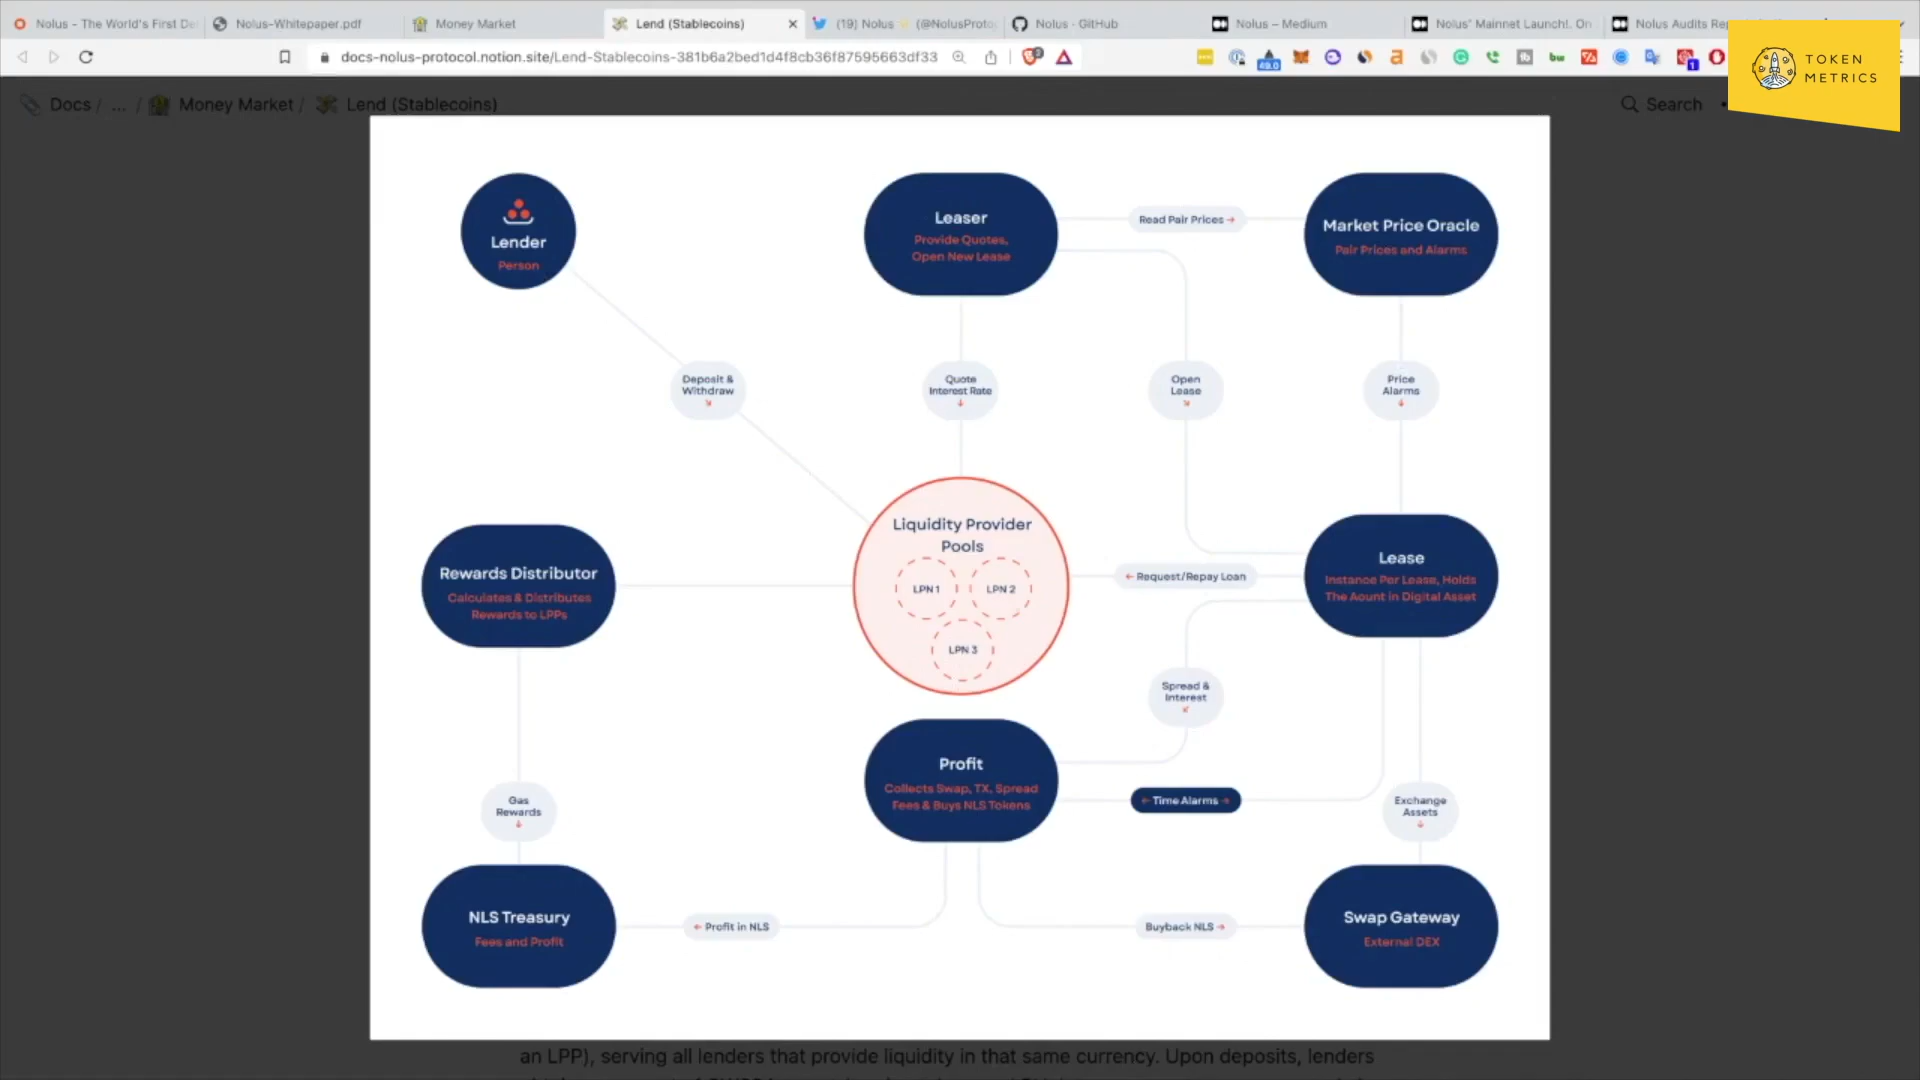 Nolus - The World's First De
Nolus-Whitepaper.pdf
Money Market
Lend (Stablecoins)
(19) Nolus (@NolusProto
Nolus · GitHub
Nolus – Medium
Nolus' Mainnet Launch!. On
Nolus Audits Rep
docs-nolus-protocol.notion.site/Lend-Stablecoins-381b6a2bed1d4f8cb36f87595663df33
TOKEN
METRICS
Docs / ... / Money Market / Lend (Stablecoins)
Search
Lender
Person
Leaser
Provide Quotes,
Open New Lease
Read Pair Prices →
Market Price Oracle
Pair Prices and Alarms
Deposit &
Withdraw
Quote
Interest Rate
Open
Lease
Price
Alarms
Liquidity Provider
Pools
LPN 1
LPN 2
LPN 3
Rewards Distributor
Calculates & Distributes
Rewards to LPPs
← Request/Repay Loan
Lease
Instance Per Lease, Holds
The Aount in Digital Asset
Spread &
Interest
Profit
Collects Swap, TX, Spread
Fees & Buys NLS Tokens
← Time Alarms →
Gas
Rewards
Exchange
Assets
NLS Treasury
Fees and Profit
← Profit in NLS
Buyback NLS →
Swap Gateway
External DEX
an LPP), serving all lenders that provide liquidity in that same currency. Upon deposits, lenders